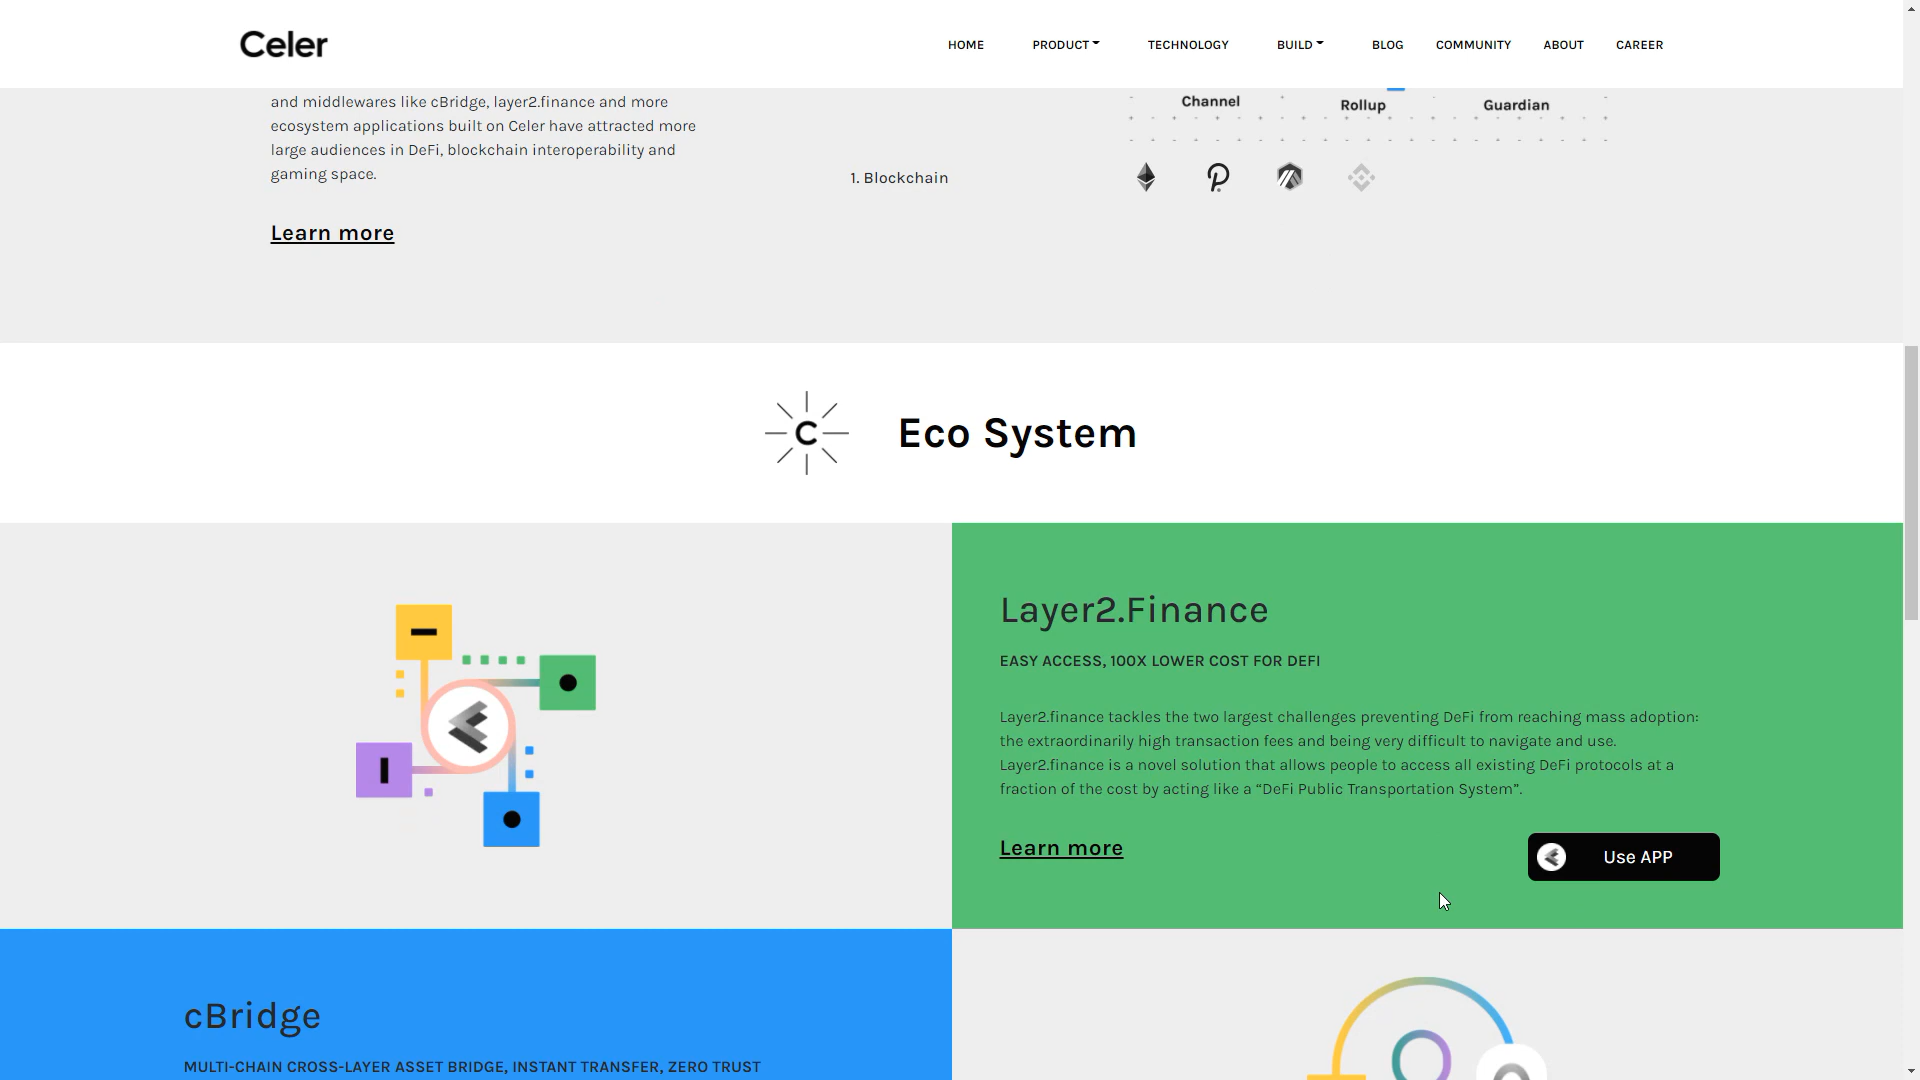 Celer
HOME PRODUCT TECHNOLOGY BUILD BLOG COMMUNITY ABOUT CAREER
and middlewares like cBridge, layer2.finance and more
ecosystem applications built on Celer have attracted more
large audiences in DeFi, blockchain interoperability and
gaming space.
Learn more
Channel Rollup Guardian
1. Blockchain
C
Eco System
Layer2.Finance
EASY ACCESS, 100X LOWER COST FOR DEFI
Layer2.finance tackles the two largest challenges preventing DeFi from reaching mass adoption:
the extraordinarily high transaction fees and being very difficult to navigate and use.
Layer2.finance is a novel solution that allows people to access all existing DeFi protocols at a
fraction of the cost by acting like a “DeFi Public Transportation System”.
Learn more
Use APP
cBridge
MULTI-CHAIN CROSS-LAYER ASSET BRIDGE, INSTANT TRANSFER, ZERO TRUST